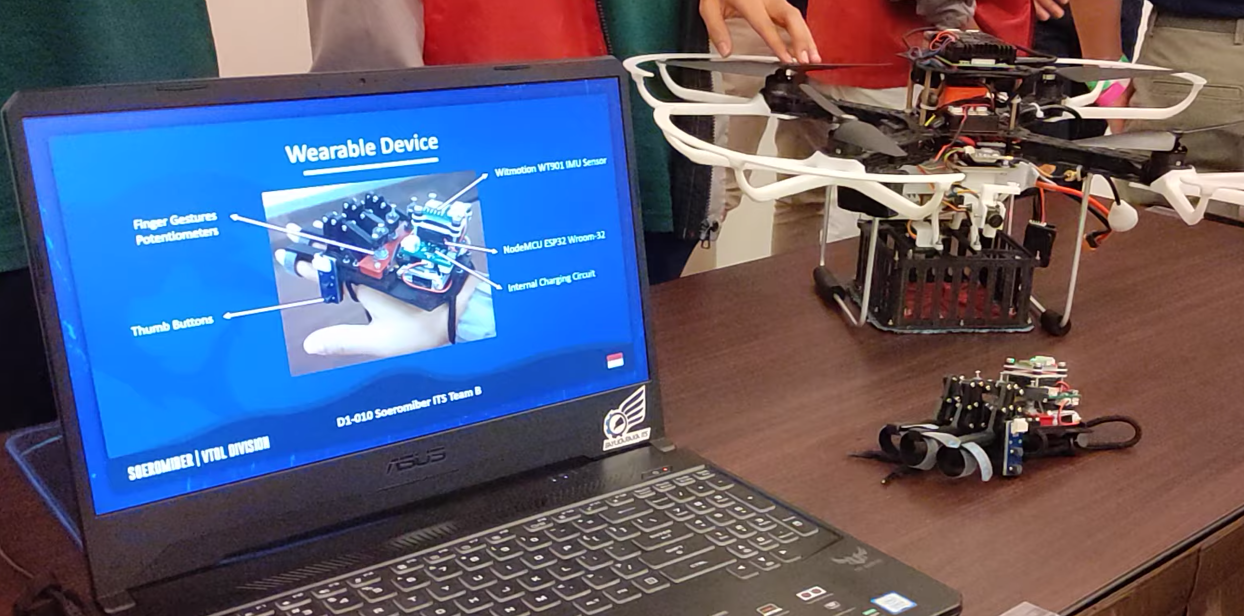 Wearable Device
Witmotion WT901 IMU Sensor
Finger Gestures
Potentiometers
NodeMCU ESP32 Wroom-32
Internal Charging Circuit
Thumb Buttons
D1-010 Soeromiber ITS Team B
SOEROMIBER | VTOL DIVISION
ASUS